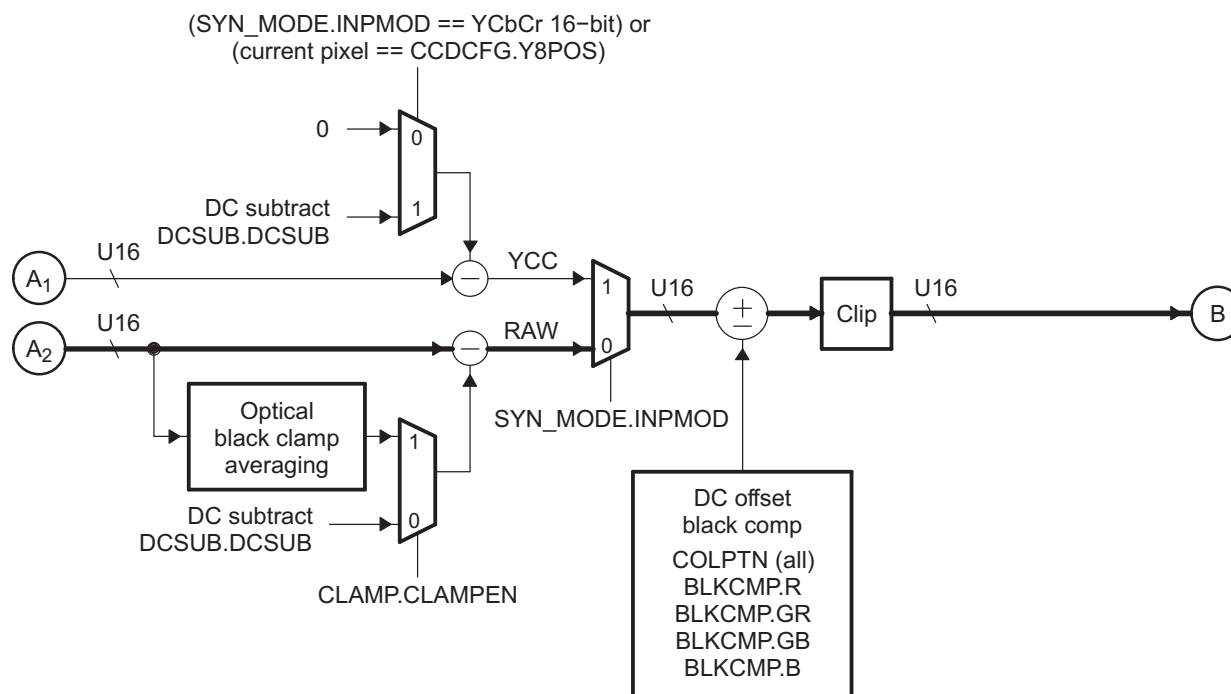 (SYN_MODE.INPMOD == YCbCr 16−bit) or
(current pixel == CCDCFG.Y8POS)
0
0
DC subtract
DCSUB.DCSUB
1
A1
U16
−
YCC
1
U16
+
−
Clip
U16
B
A2
U16
−
RAW
0
SYN_MODE.INPMOD
Optical
black clamp
averaging
1
DC subtract
DCSUB.DCSUB
0
CLAMP.CLAMPEN
DC offset
black comp
COLPTN (all)
BLKCMP.R
BLKCMP.GR
BLKCMP.GB
BLKCMP.B